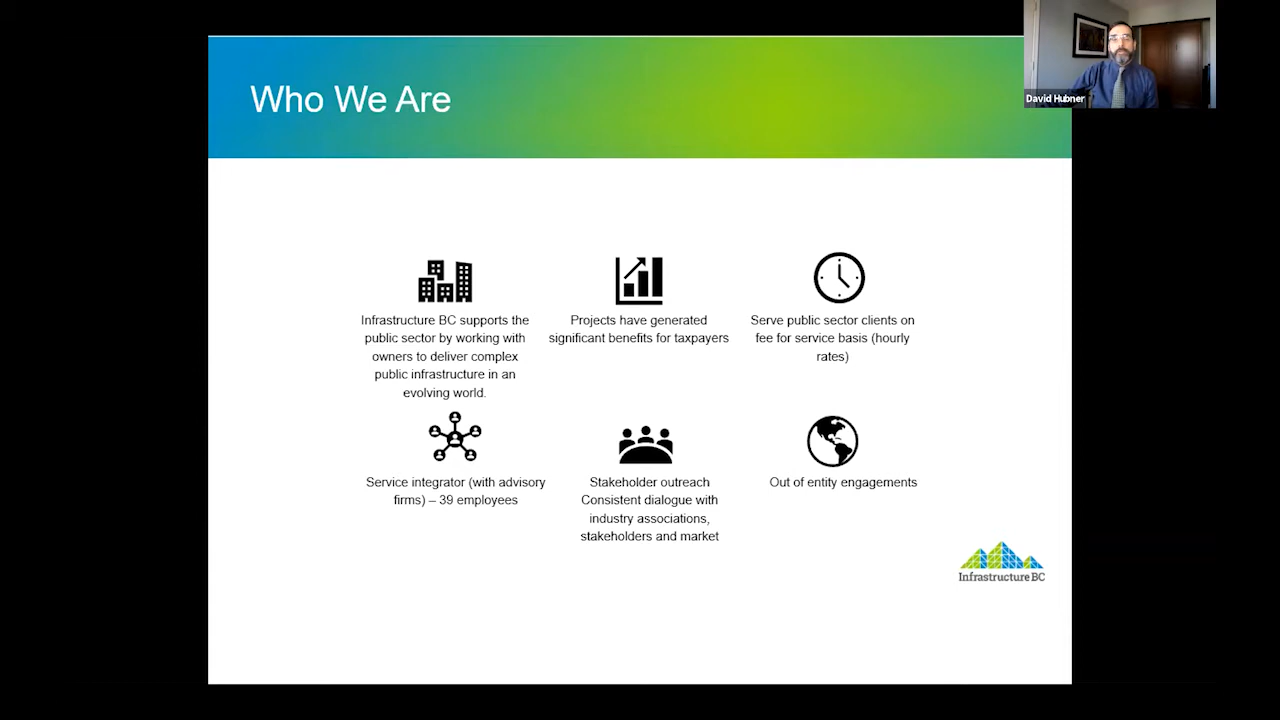 Who We Are
David Hubner
Infrastructure BC supports the
public sector by working with
owners to deliver complex
public infrastructure in an
evolving world.
Projects have generated
significant benefits for taxpayers
Serve public sector clients on
fee for service basis (hourly
rates)
Service integrator (with advisory
firms) – 39 employees
Stakeholder outreach
Consistent dialogue with
industry associations,
stakeholders and market
Out of entity engagements
Infrastructure BC